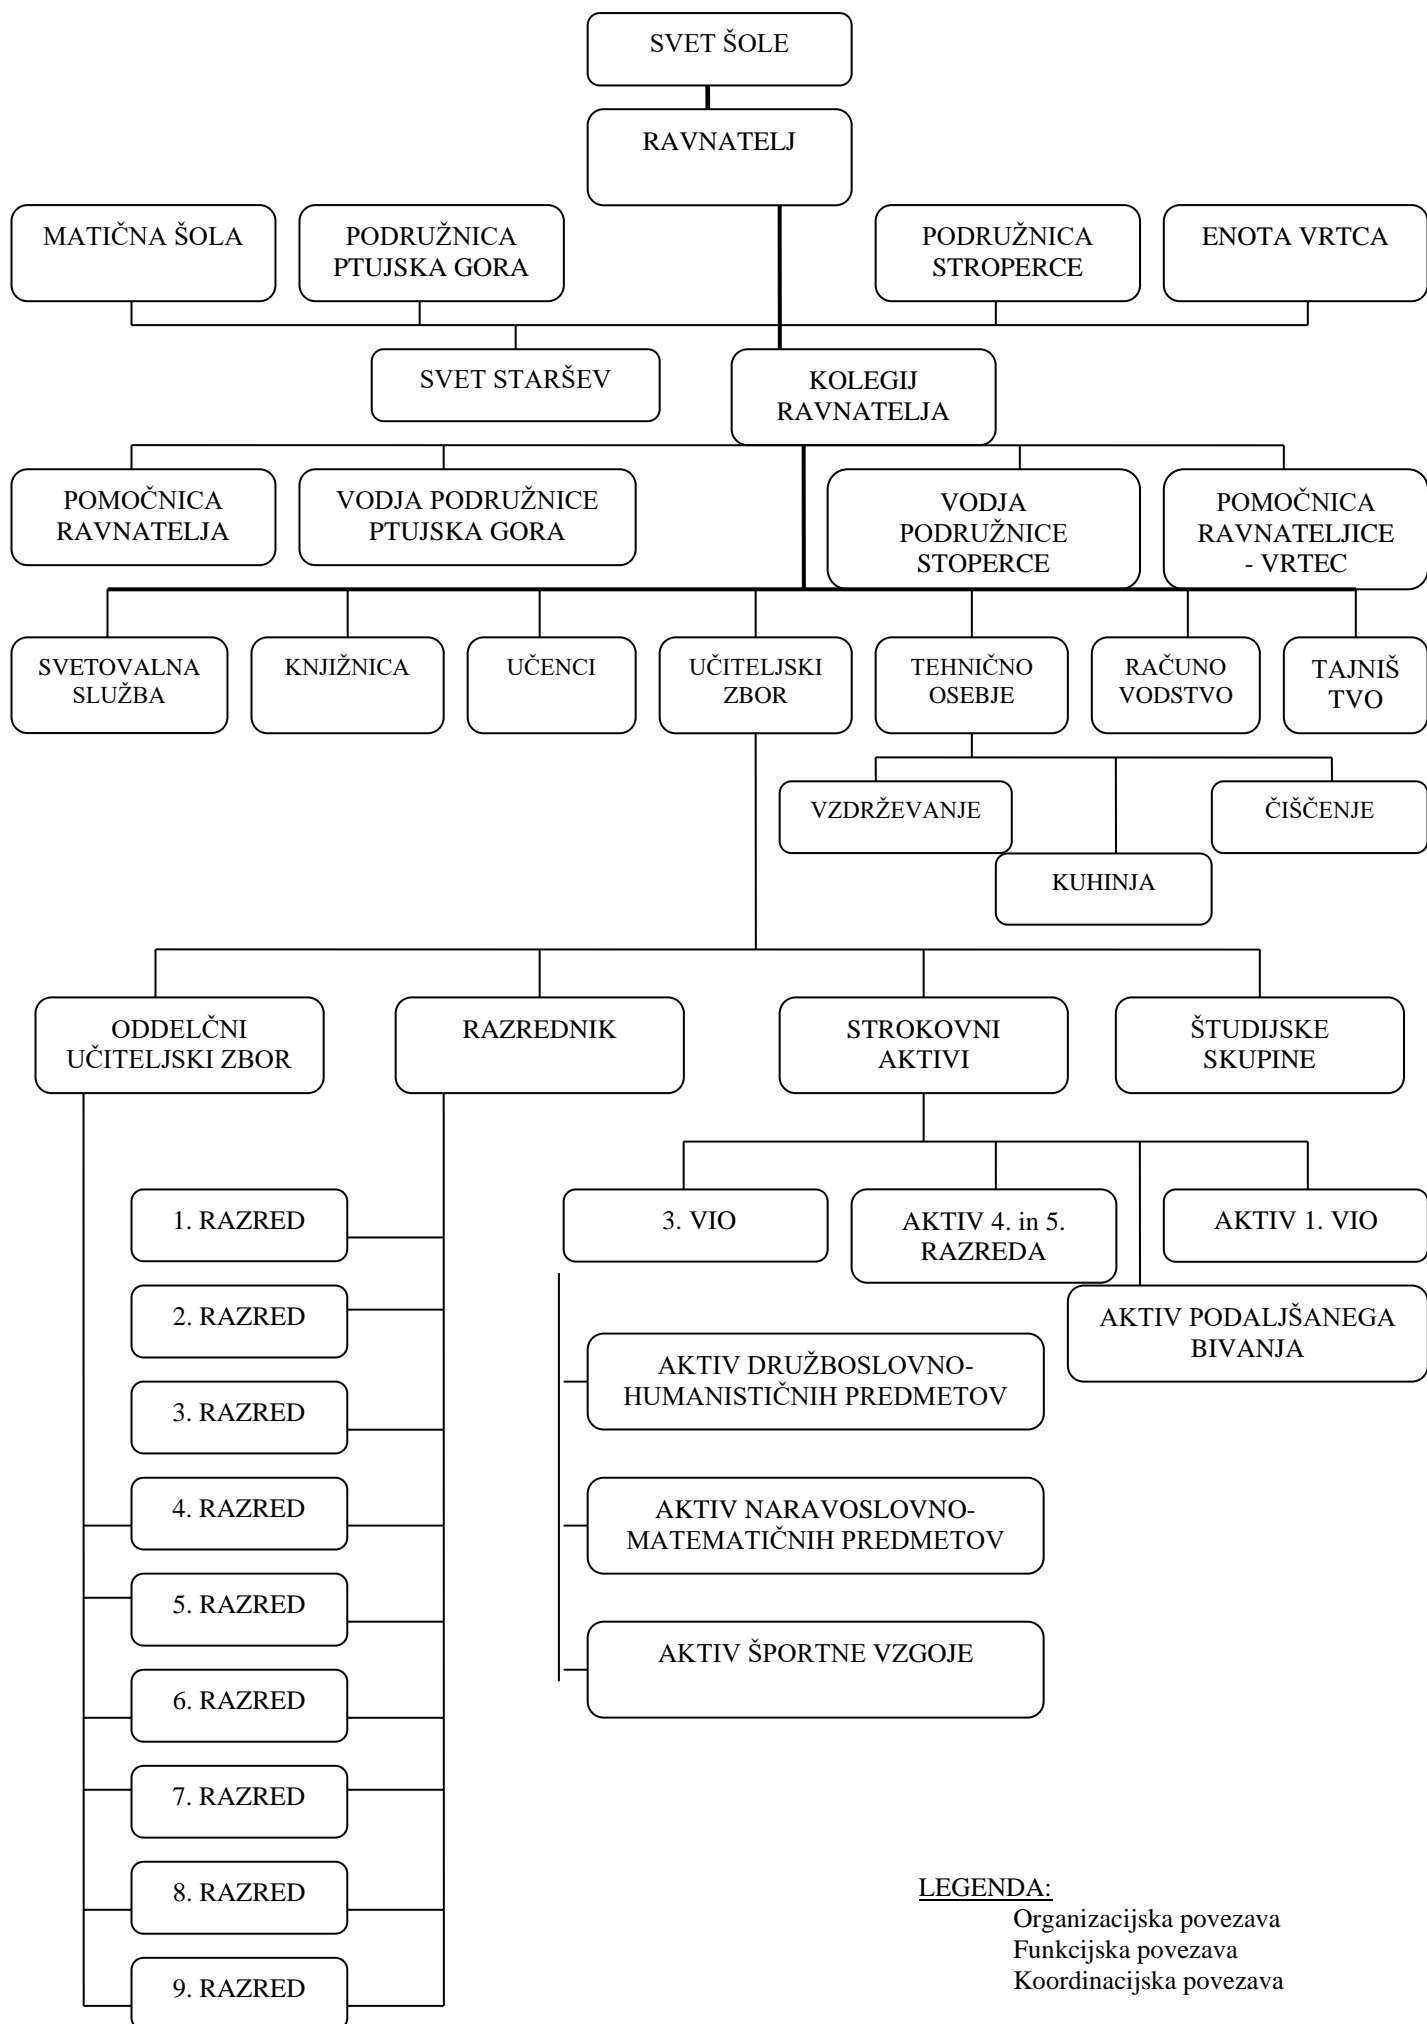 SVET ŠOLE
RAVNATELJ
MATIČNA ŠOLA
PODRUŽNICA
PTUJSKA GORA
PODRUŽNICA
STROPERCE
ENOTA VRTCA
SVET STARŠEV
KOLEGIJ
RAVNATELJA
POMOČNICA
RAVNATELJA
VODJA PODRUŽNICE
PTUJSKA GORA
VODJA
PODRUŽNICE
STOPERCE
POMOČNICA
RAVNATELJICE
- VRTEC
SVETOVALNA
SLUŽBA
KNJIŽNICA
UČENCI
UČITELJSKI
ZBOR
TEHNIČNO
OSEBJE
RAČUNO
VODSTVO
TAJNIŠ
TVO
VZDRŽEVANJE
ČIŠČENJE
KUHINJA
ODDELČNI
UČITELJSKI ZBOR
RAZREDNIK
STROKOVNI
AKTIVI
ŠTUDIJSKE
SKUPINE
1. RAZRED
2. RAZRED
3. RAZRED
4. RAZRED
5. RAZRED
6. RAZRED
7. RAZRED
8. RAZRED
9. RAZRED
3. VIO
AKTIV 4. in 5.
RAZREDA
AKTIV 1. VIO
AKTIV PODALJŠANEGA
BIVANJA
AKTIV DRUŽBOSLOVNO-
HUMANISTIČNIH PREDMETOV
AKTIV NARAVOSLOVNO-
MATEMATIČNIH PREDMETOV
AKTIV ŠPORTNE VZGOJE
LEGENDA:
Organizacijska povezava
Funkcijska povezava
Koordinacijska povezava